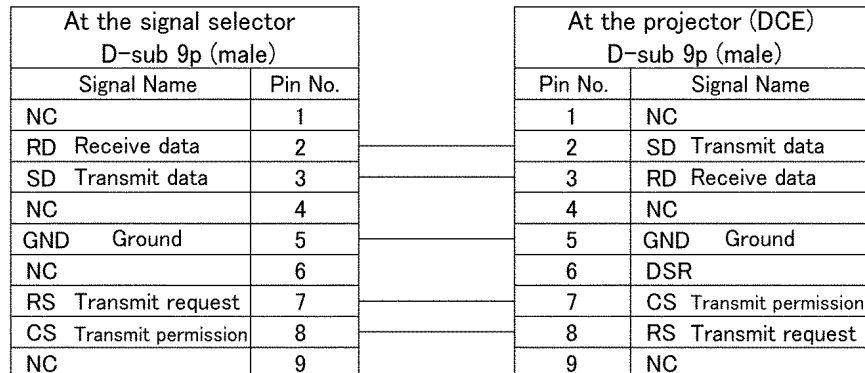 At the signal selector
D-sub 9p (male)
At the projector (DCE)
D-sub 9p (male)
Signal Name Pin No. Pin No. Signal Name
NC 1 1 NC
RD Receive data 2 2 SD Transmit data
SD Transmit data 3 3 RD Receive data
NC 4 4 NC
GND Ground 5 5 GND Ground
NC 6 6 DSR
RS Transmit request 7 7 CS Transmit permission
CS Transmit permission 8 8 RS Transmit request
NC 9 9 NC